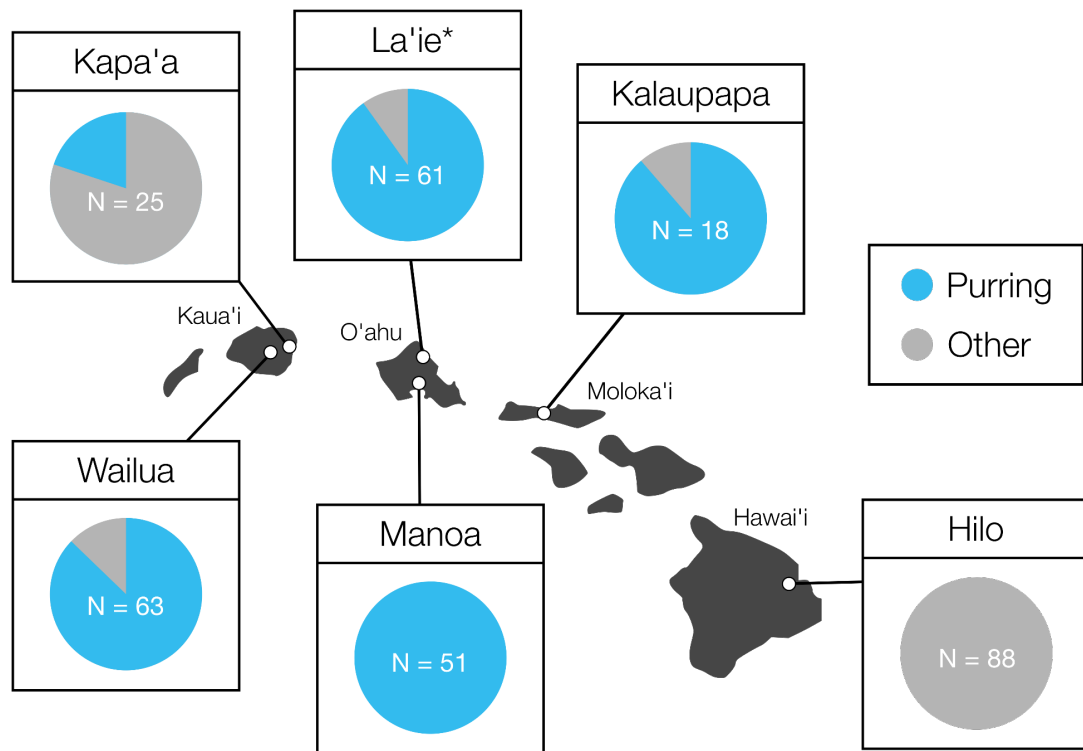 Kapa'a
N = 25
La'ie*
N = 61
Kalaupapa
N = 18
Purring
Other
Kaua'i
O'ahu
Moloka'i
Wailua
N = 63
Manoa
N = 51
Hawai'i
Hilo
N = 88